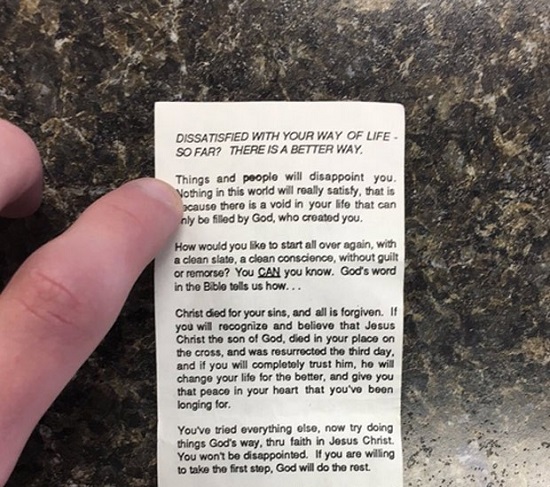 DISSATISFIED WITH YOUR WAY OF LIFE -
SO FAR? THERE IS A BETTER WAY.
Things and people will disappoint you.
Nothing in this world will really satisfy, that is
ecause there is a void in your life that can
nly be filled by God, who created you.
How would you like to start all over again, with
a clean slate, a clean conscience, without guilt
or remorse? You CAN you know. God's word
in the Bible tells us how. . .
Christ died for your sins, and all is forgiven. If
you will recognize and believe that Jesus
Christ the son of God, died in your place on
the cross, and was resurrected the third day,
and if you will completely trust him, he will
change your life for the better, and give you
that peace in your heart that you've been
longing for.
You've tried everything else, now try doing
things God's way, thru faith in Jesus Christ.
You won't be disappointed. If you are willing
to take the first step, God will do the rest.